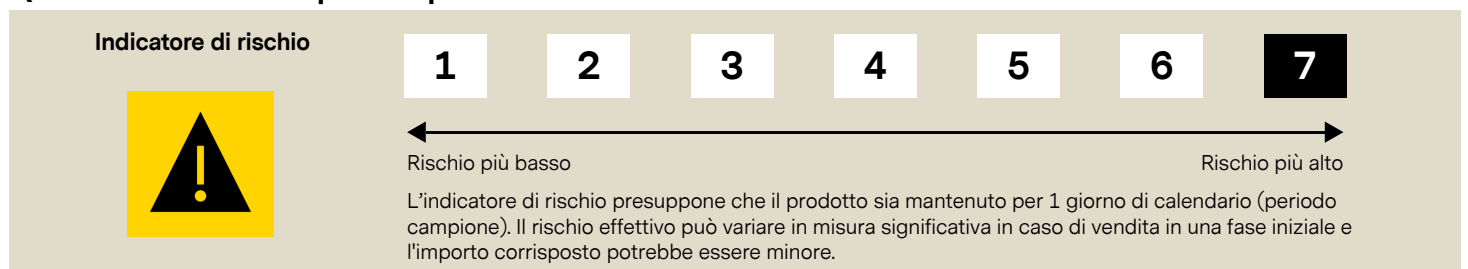 Indicatore di rischio
1 2 3 4 5 6 7
Rischio più basso Rischio più alto
L’indicatore di rischio presuppone che il prodotto sia mantenuto per 1 giorno di calendario (periodo
campione). Il rischio effettivo può variare in misura significativa in caso di vendita in una fase iniziale e
l'importo corrisposto potrebbe essere minore.